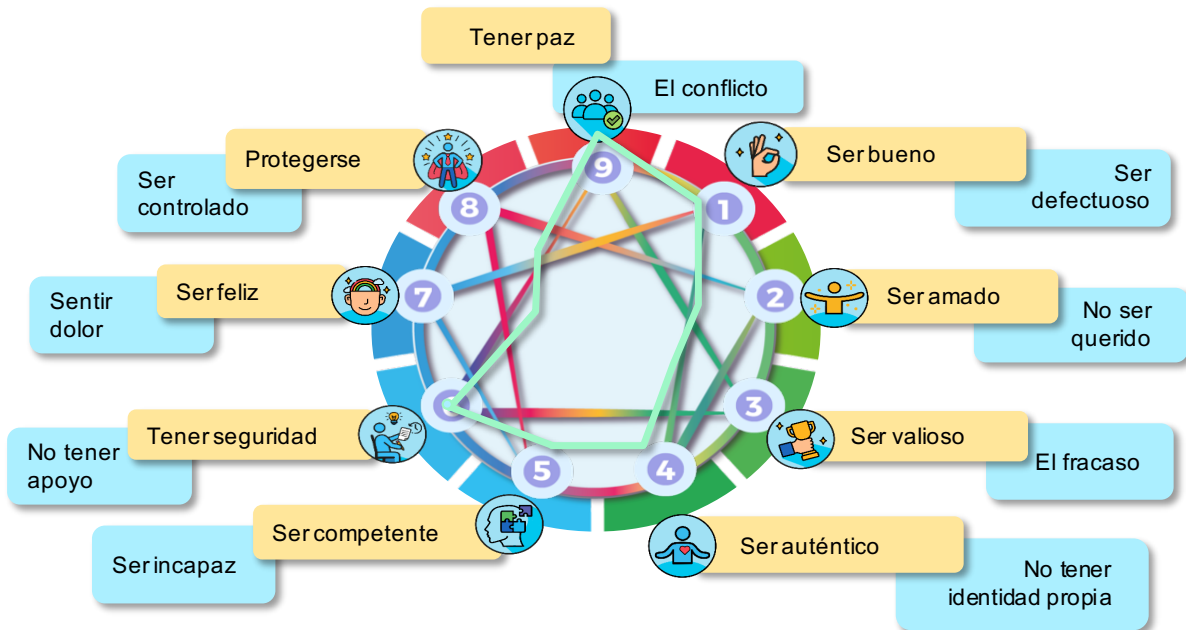 Tener paz
El conflicto
Protegerse
Ser
controlado
Ser bueno
Ser
defectuoso
9
8
1
Ser feliz
Sentir
dolor
7
2
Ser amado
No ser
querido
Tener seguridad
No tener
apoyo
3
Ser valioso
El fracaso
5
4
Ser competente
Ser incapaz
Ser auténtico
No tener
identidad propia